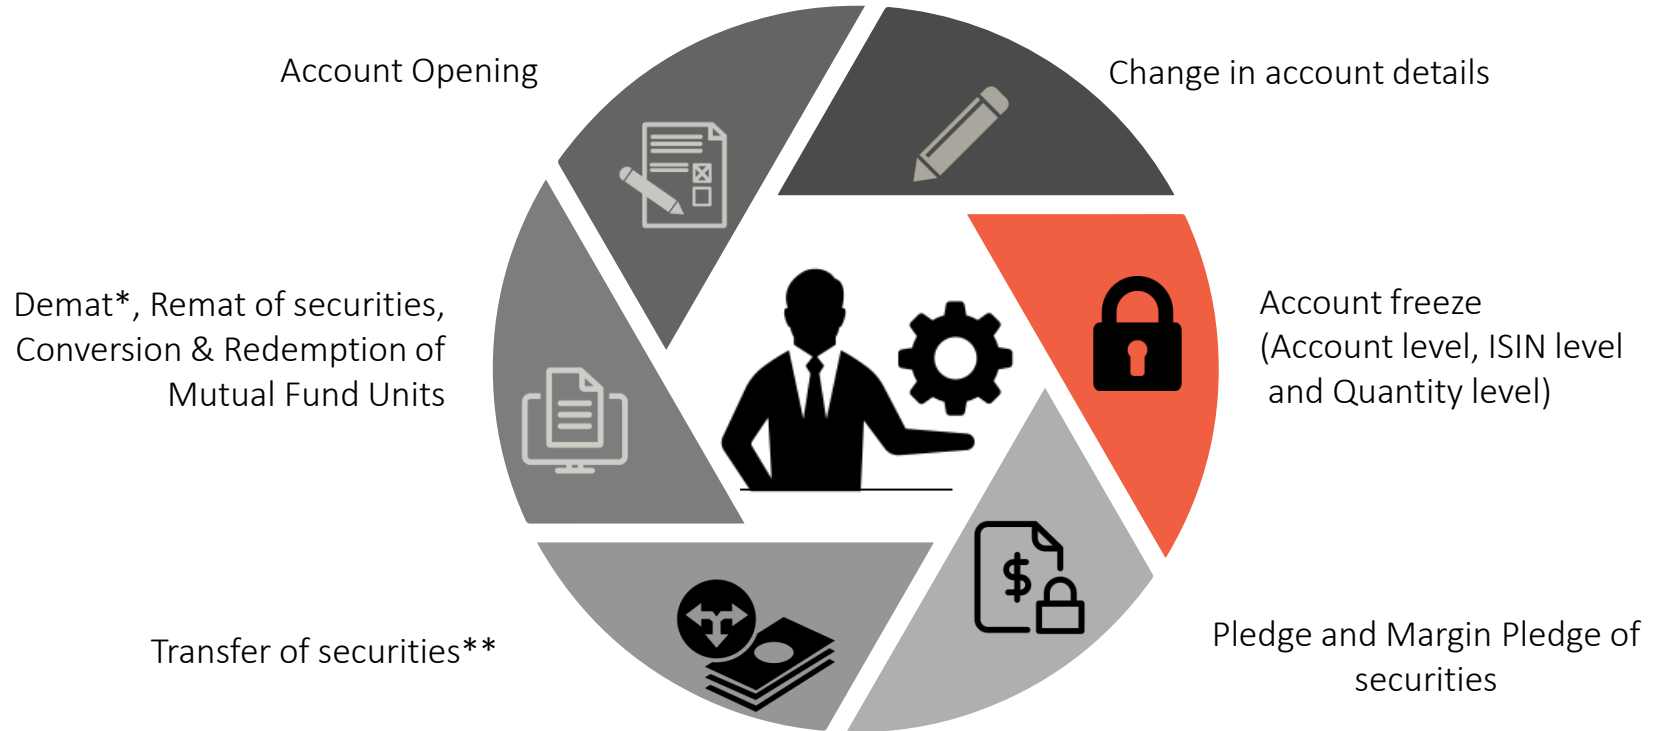 Account Opening
Change in account details
Demat*, Remat of securities,
Conversion & Redemption of
Mutual Fund Units
Account freeze
(Account level, ISIN level
and Quantity level)
Transfer of securities**
Pledge and Margin Pledge of
securities
$